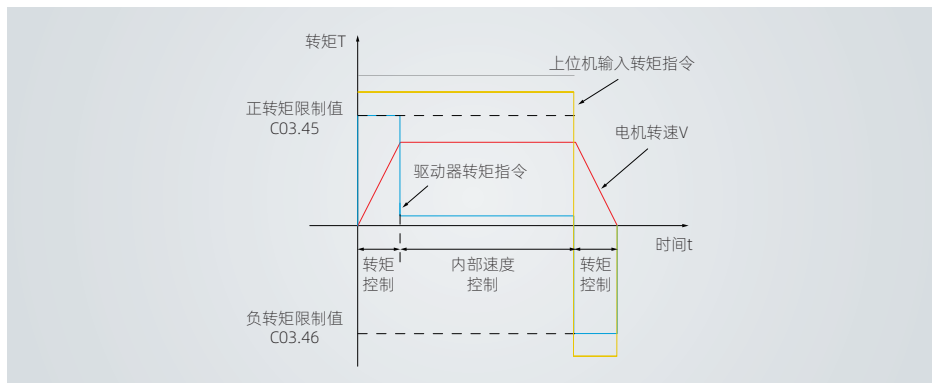 转矩T
上位机输入转矩指令
正转矩限制值
C03.45
电机转速V
驱动器转矩指令
时间t
转矩
控制
内部速度
控制
转矩
控制
负转矩限制值
C03.46